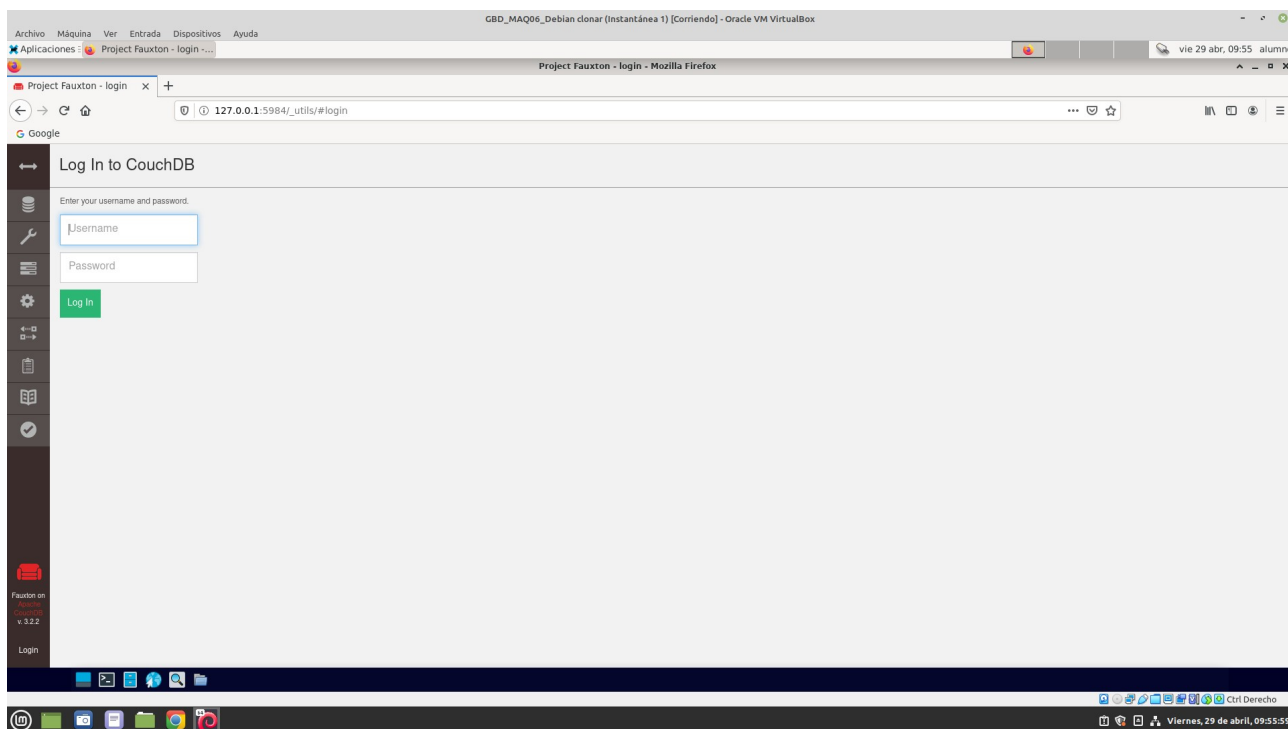 GBD_MAQ06_Debian clonar (Instantánea 1) [Corriendo] - Oracle VM VirtualBox
Archivo Máquina Ver Entrada Dispositivos Ayuda
Aplicaciones Project Fauxton - login -... vie 29 abr, 09:55 alumno
Project Fauxton - login - Mozilla Firefox
Project Fauxton - login
127.0.0.1:5984/_utils/#login
Google
Log In to CouchDB
Enter your username and password.
Username
Password
Log In
Fauxton on
Apache
CouchDB
v. 3.2.2
Login
Ctrl Derecho
Viernes, 29 de abril, 09:55:59